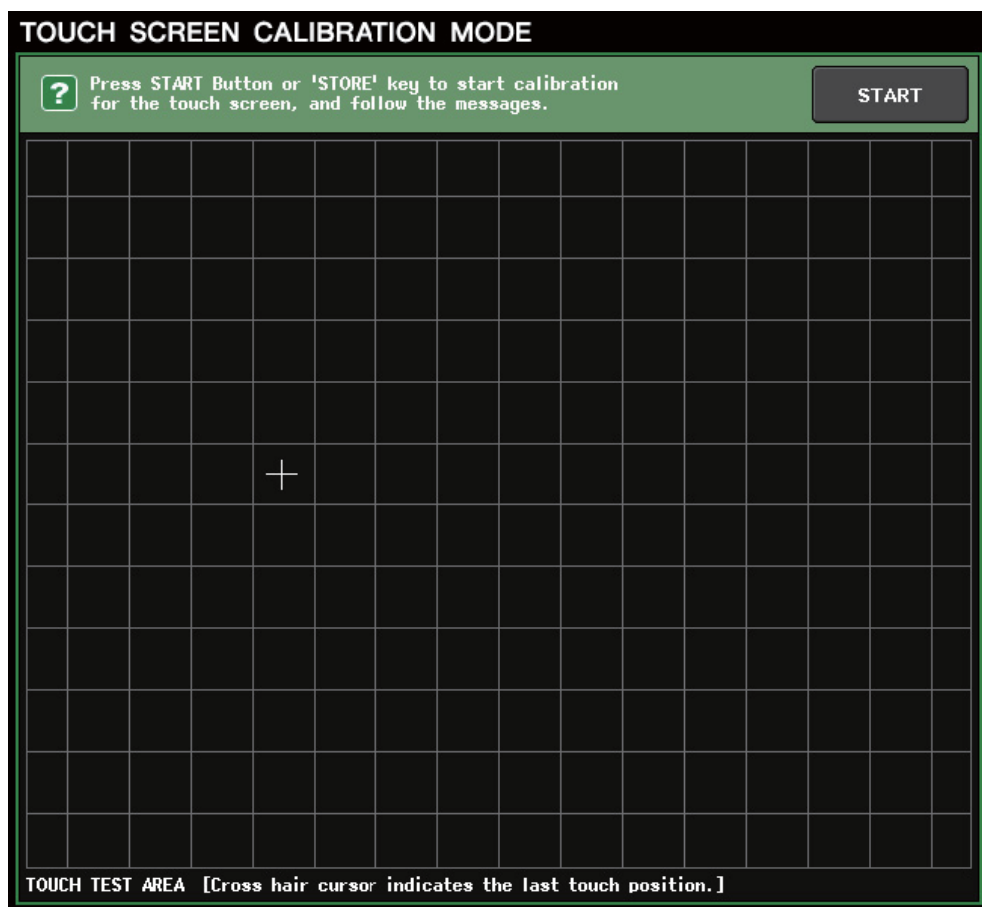 TOUCH SCREEN CALIBRATION MODE
?
Press START Button or 'STORE' key to start calibration
for the touch screen, and follow the messages.
START
TOUCH TEST AREA [Cross hair cursor indicates the last touch position.]